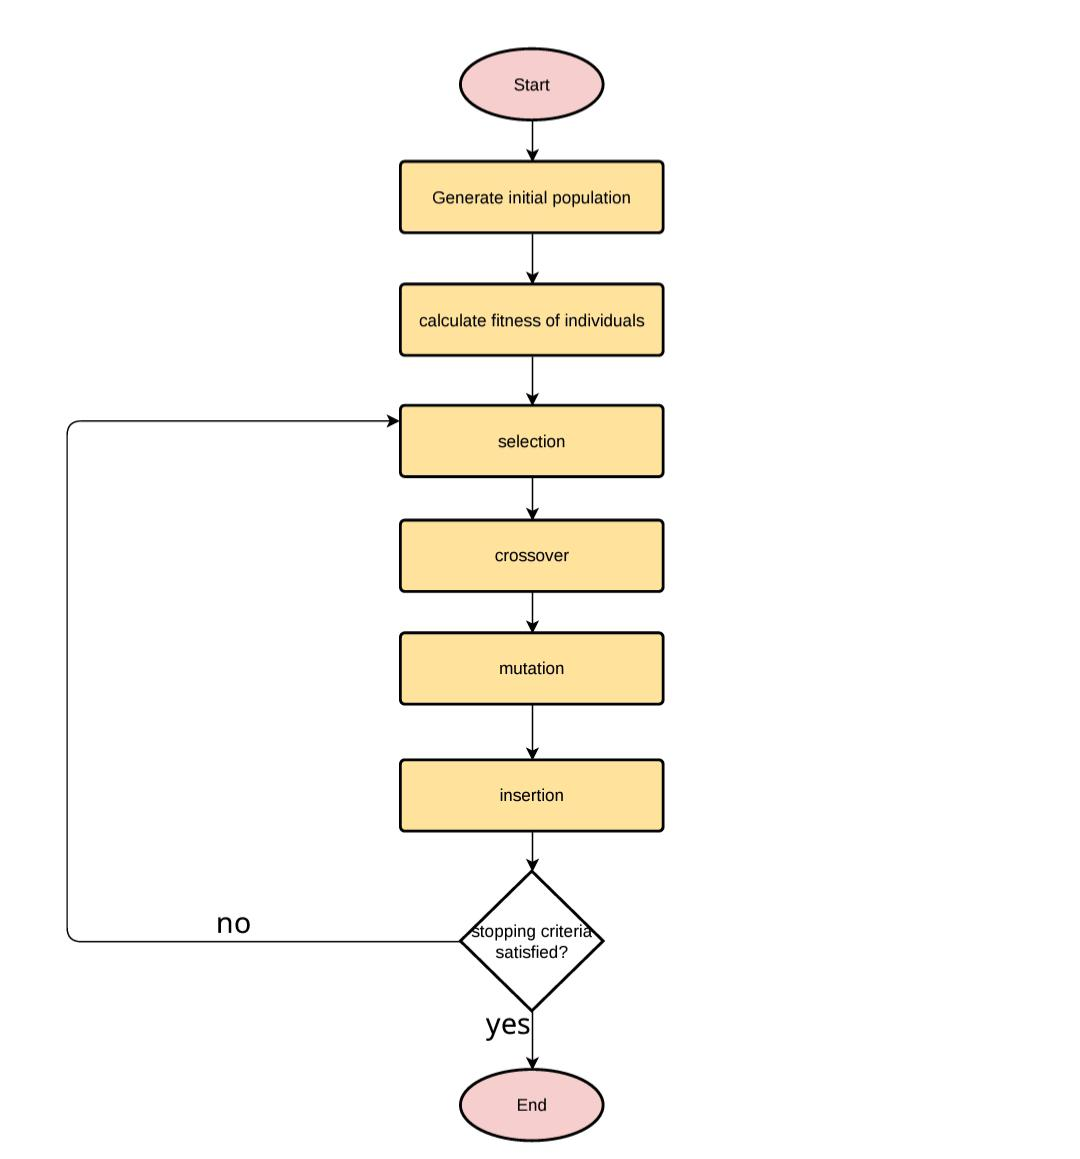 Start
Generate initial population
calculate fitness of individuals
selection
crossover
mutation
insertion
no
stopping criteria
satisfied?
yes
End